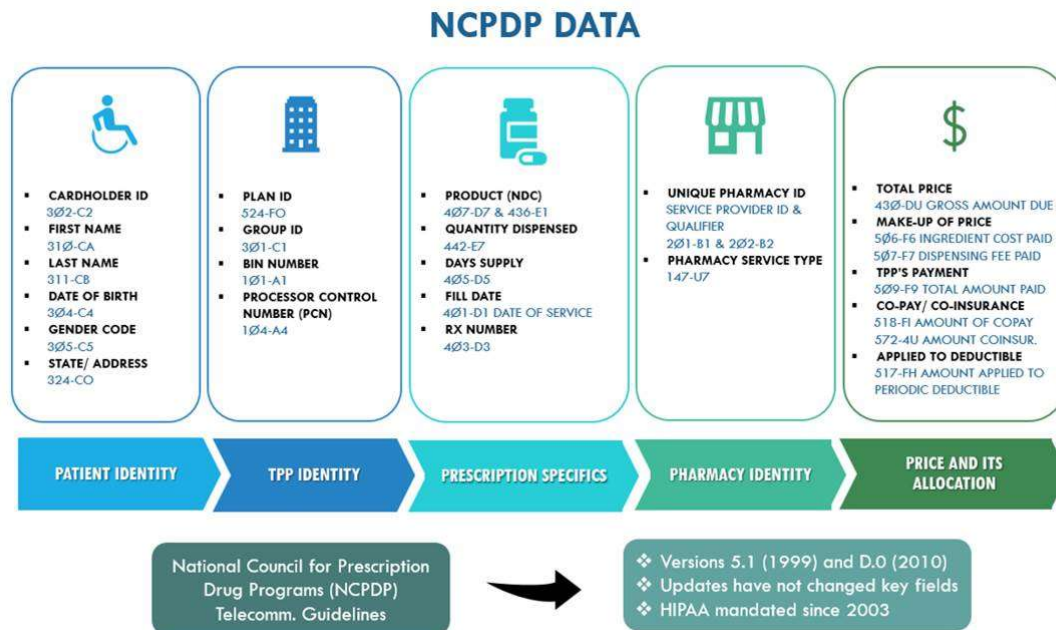 NCPDP DATA
▪ CARDHOLDER ID
3Ø2-C2
▪ FIRST NAME
31Ø-CA
▪ LAST NAME
311-CB
▪ DATE OF BIRTH
3Ø4-C4
▪ GENDER CODE
3Ø5-C5
▪ STATE/ ADDRESS
324-CO
▪ PLAN ID
524-FO
▪ GROUP ID
3Ø1-C1
▪ BIN NUMBER
1Ø1-A1
▪ PROCESSOR CONTROL
NUMBER (PCN)
1Ø4-A4
▪ PRODUCT (NDC)
4Ø7-D7 & 436-E1
▪ QUANTITY DISPENSED
442-E7
▪ DAYS SUPPLY
4Ø5-D5
▪ FILL DATE
4Ø1-D1 DATE OF SERVICE
▪ RX NUMBER
4Ø3-D3
▪ UNIQUE PHARMACY ID
SERVICE PROVIDER ID &
QUALIFIER
2Ø1-B1 & 2Ø2-B2
▪ PHARMACY SERVICE TYPE
147-U7
$
▪ TOTAL PRICE
43Ø-DU GROSS AMOUNT DUE
▪ MAKE-UP OF PRICE
5Ø6-F6 INGREDIENT COST PAID
5Ø7-F7 DISPENSING FEE PAID
▪ TPP'S PAYMENT
5Ø9-F9 TOTAL AMOUNT PAID
▪ CO-PAY/ CO-INSURANCE
518-FI AMOUNT OF COPAY
572-4U AMOUNT COINSUR.
▪ APPLIED TO DEDUCTIBLE
517-FH AMOUNT APPLIED TO
PERIODIC DEDUCTIBLE
PATIENT IDENTITY
TPP IDENTITY
PRESCRIPTION SPECIFICS
PHARMACY IDENTITY
PRICE AND ITS
ALLOCATION
National Council for Prescription
Drug Programs (NCPDP)
Telecomm. Guidelines
❖ Versions 5.1 (1999) and D.0 (2010)
❖ Updates have not changed key fields
❖ HIPAA mandated since 2003